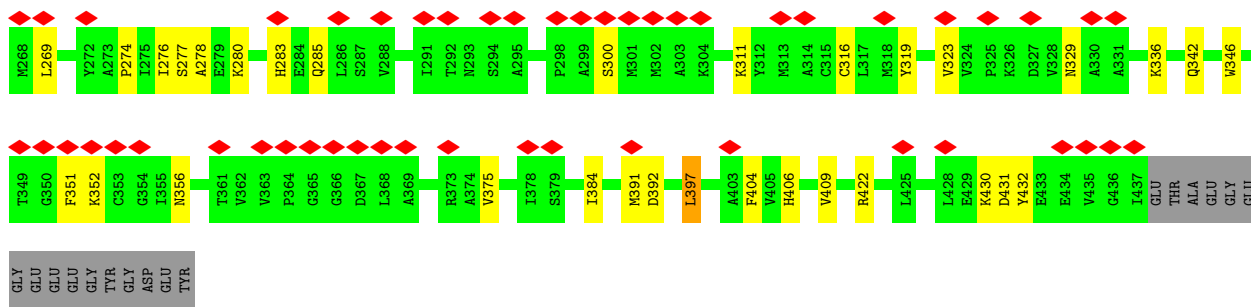 M268 L269 Y272 A273 P274 I275 I276 S277 A278 E279 K280 H283 E284 Q285 L286 S287 V288 I291 T292 N293 S294 A295 P298 A299 S300 M301 M302 A303 K304 K311 Y312 M313 A314 C315 C316 L317 M318 Y319 V323 V324 P325 K326 D327 V328 N329 A330 A331 K336 Q342 W346
T349 G350 F351 K352 C353 G354 I355 N356 T361 V362 V363 P364 G365 G366 D367 L368 A369 R373 A374 V375 I378 S379 I384 M391 D392 L397 A403 F404 V405 H406 V409 R422 L425 L428 E429 K430 D431 Y432 E433 E434 V435 G436 I437 GLU THR ALA GLU GLY GLU
GLY GLU GLU GLU GLY TYR GLY ASP GLU TYR